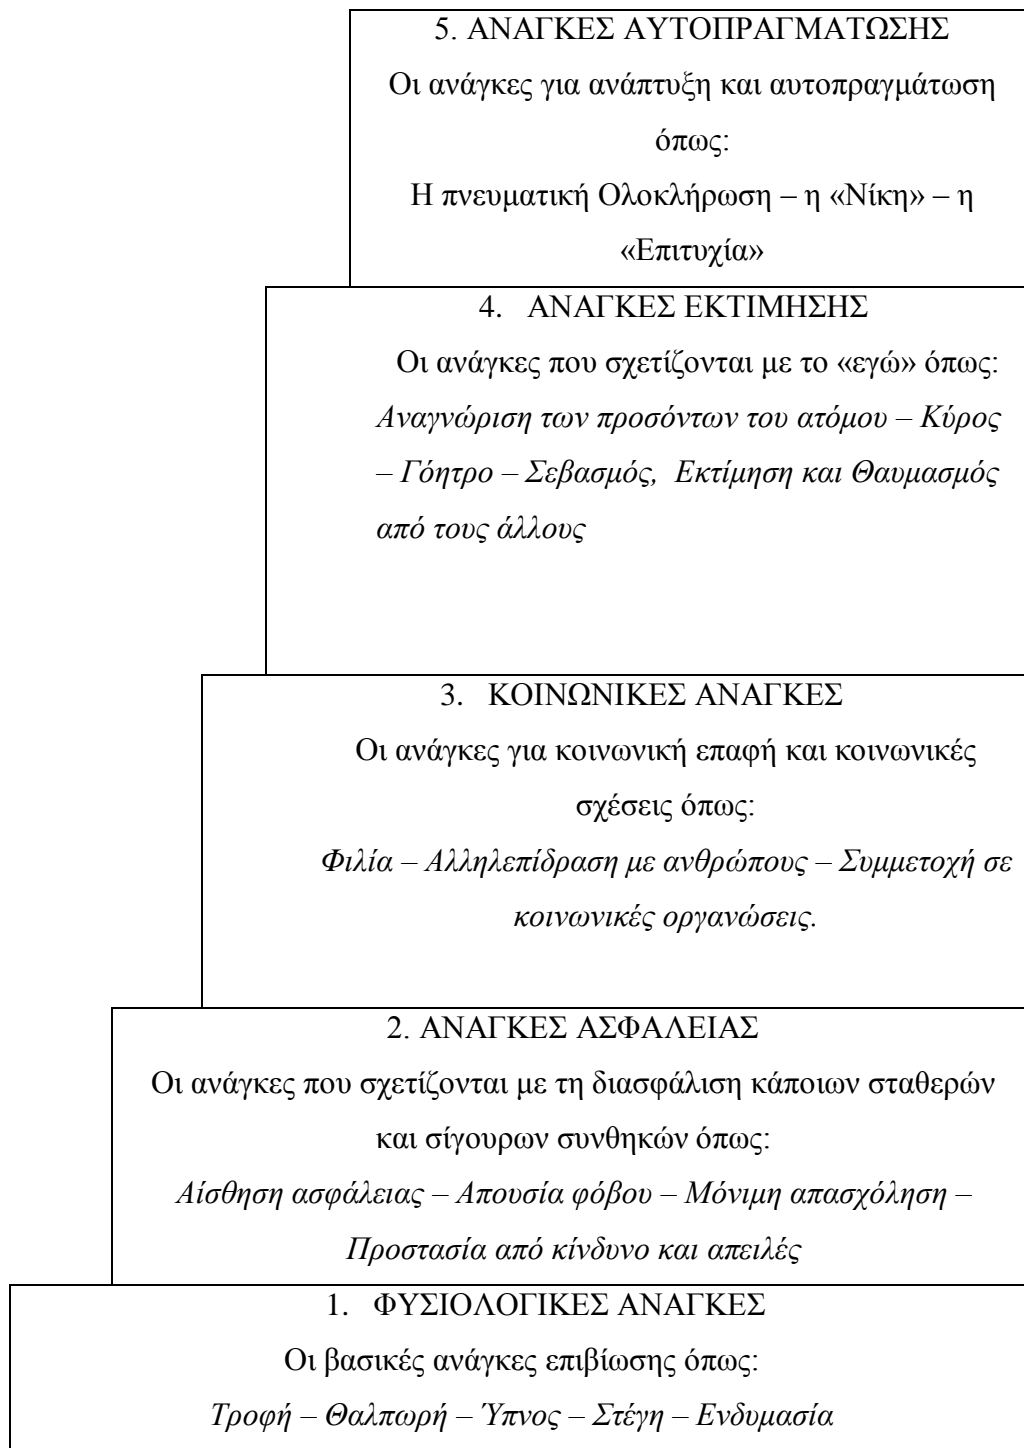 5. ΑΝΑΓΚΕΣ ΑΥΤΟΠΡΑΓΜΑΤΩΣΗΣ
Οι ανάγκες για ανάπτυξη και αυτοπραγμάτωση
όπως:
Η πνευματική Ολοκλήρωση – η «Νίκη» – η
«Επιτυχία»
4. ΑΝΑΓΚΕΣ ΕΚΤΙΜΗΣΗΣ
Οι ανάγκες που σχετίζονται με το «εγώ» όπως:
Αναγνώριση των προσόντων του ατόμου – Κύρος
– Γόητρο – Σεβασμός, Εκτίμηση και Θαυμασμός
από τους άλλους
3. ΚΟΙΝΩΝΙΚΕΣ ΑΝΑΓΚΕΣ
Οι ανάγκες για κοινωνική επαφή και κοινωνικές
σχέσεις όπως:
Φιλία – Αλληλεπίδραση με ανθρώπους – Συμμετοχή σε
κοινωνικές οργανώσεις.
2. ΑΝΑΓΚΕΣ ΑΣΦΑΛΕΙΑΣ
Οι ανάγκες που σχετίζονται με τη διασφάλιση κάποιων σταθερών
και σίγουρων συνθηκών όπως:
Αίσθηση ασφάλειας – Απουσία φόβου – Μόνιμη απασχόληση –
Προστασία από κίνδυνο και απειλές
1. ΦΥΣΙΟΛΟΓΙΚΕΣ ΑΝΑΓΚΕΣ
Οι βασικές ανάγκες επιβίωσης όπως:
Τροφή – Θαλπωρή – Ύπνος – Στέγη – Ενδυμασία